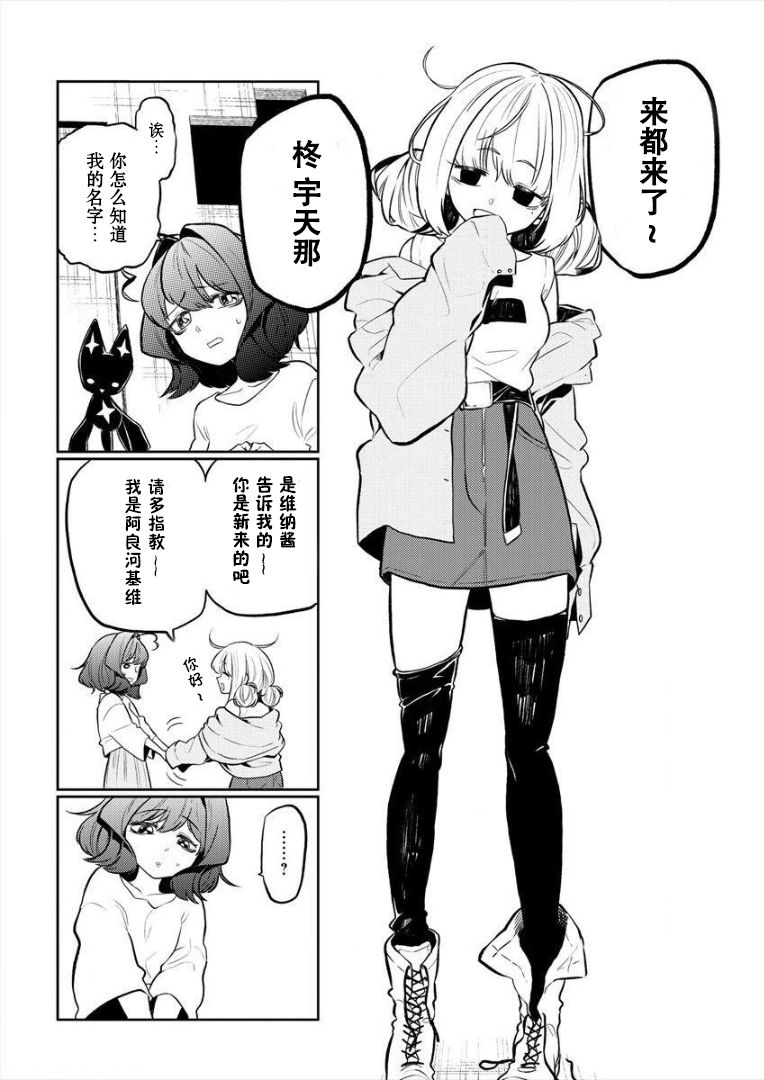 来都来了~
柊宇天那
诶…
你怎么知道
我的名字…
是维纳酱
告诉我的~
你是新来的吧
请多指教~
我是阿良河基维
你好~
……?